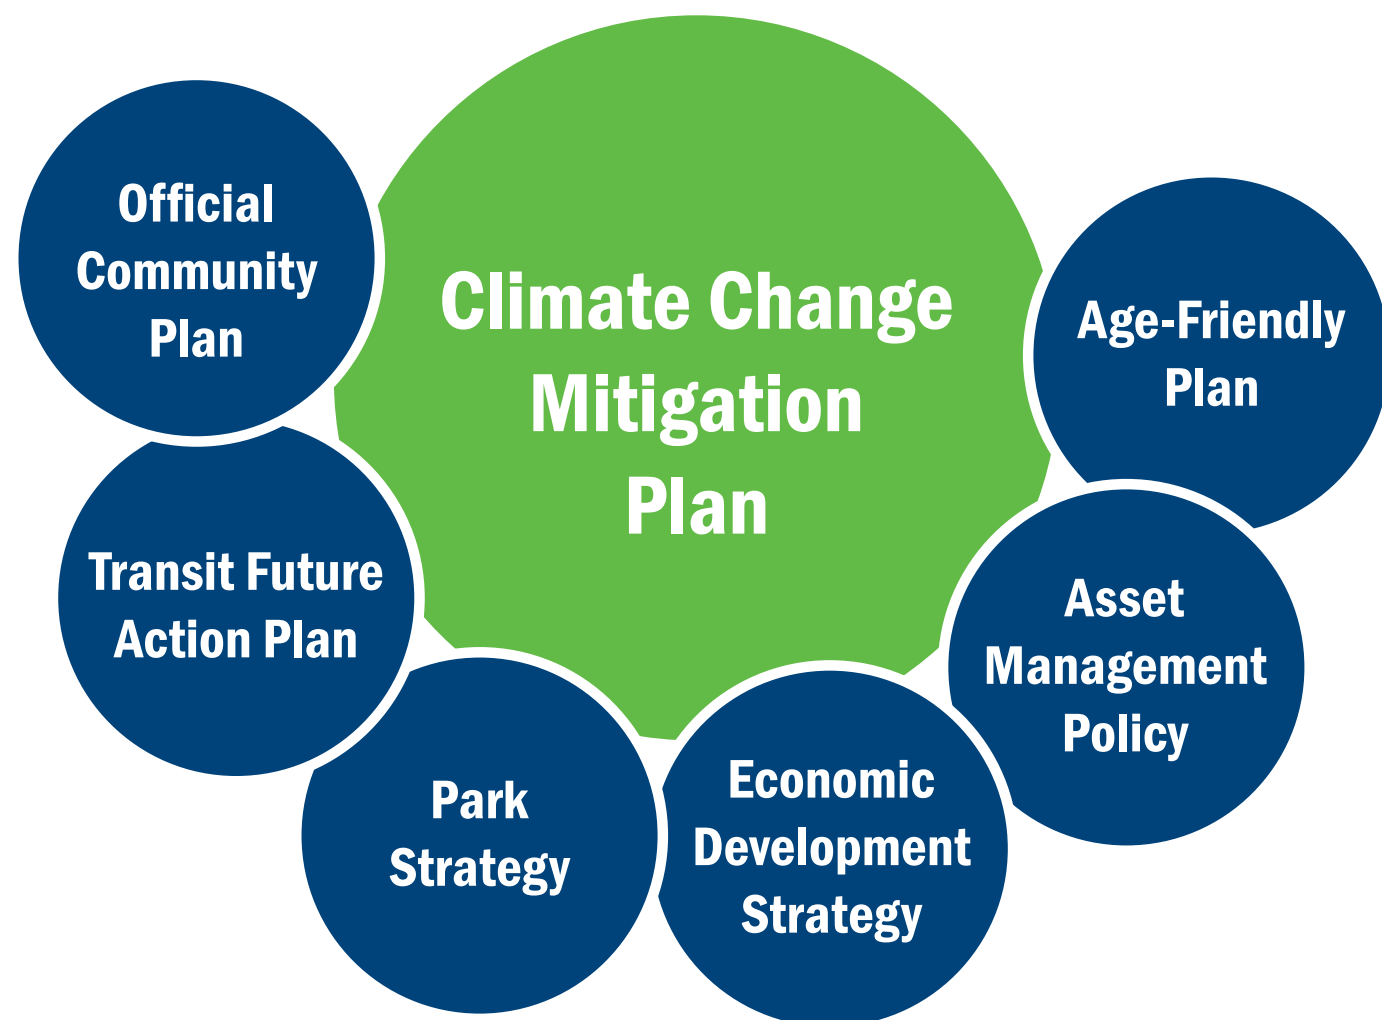 Climate Change
Mitigation
Plan
Official
Community
Plan
Transit Future
Action Plan
Park
Strategy
Economic
Development
Strategy
Asset
Management
Policy
Age-Friendly
Plan